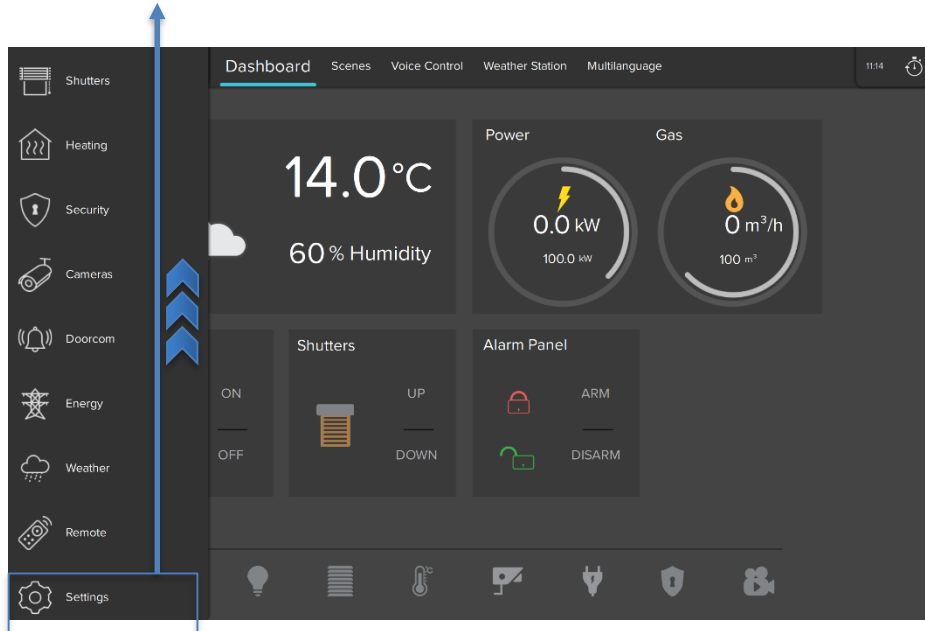 Shutters
Heating
Security
Cameras
Doorcom
Energy
Weather
Remote
Settings
Dashboard Scenes Voice Control Weather Station Multilanguage 11:14
14.0 °C
60 % Humidity
Power
0.0 kW
100.0 kW
Gas
0 m³/h
100 m³
ON
OFF
Shutters
UP
DOWN
Alarm Panel
ARM
DISARM
°C